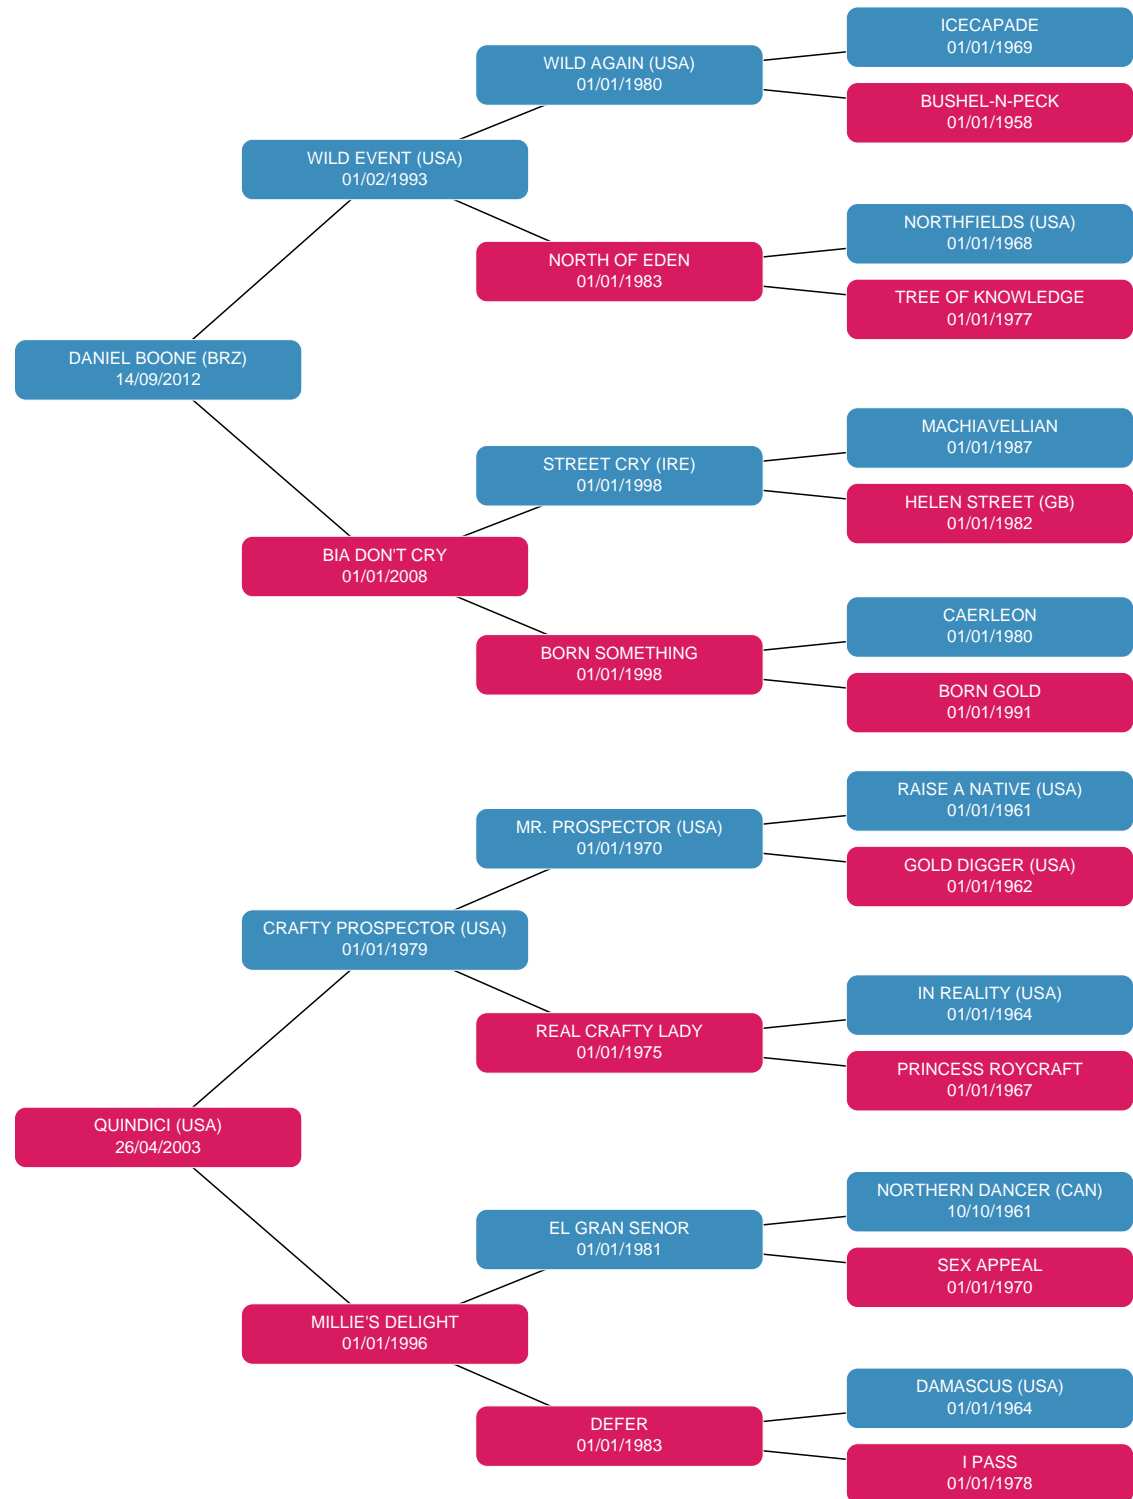 ICECAPADE
01/01/1969
WILD AGAIN (USA)
01/01/1980
BUSHEL-N-PECK
01/01/1958
WILD EVENT (USA)
01/02/1993
NORTHFIELDS (USA)
01/01/1968
NORTH OF EDEN
01/01/1983
TREE OF KNOWLEDGE
01/01/1977
DANIEL BOONE (BRZ)
14/09/2012
MACHIAVELLIAN
01/01/1987
STREET CRY (IRE)
01/01/1998
HELEN STREET (GB)
01/01/1982
BIA DON'T CRY
01/01/2008
CAERLEON
01/01/1980
BORN SOMETHING
01/01/1998
BORN GOLD
01/01/1991
RAISE A NATIVE (USA)
01/01/1961
MR. PROSPECTOR (USA)
01/01/1970
GOLD DIGGER (USA)
01/01/1962
CRAFTY PROSPECTOR (USA)
01/01/1979
IN REALITY (USA)
01/01/1964
REAL CRAFTY LADY
01/01/1975
PRINCESS ROYCRAFT
01/01/1967
QUINDICI (USA)
26/04/2003
NORTHERN DANCER (CAN)
10/10/1961
EL GRAN SENOR
01/01/1981
SEX APPEAL
01/01/1970
MILLIE'S DELIGHT
01/01/1996
DAMASCUS (USA)
01/01/1964
DEFER
01/01/1983
I PASS
01/01/1978